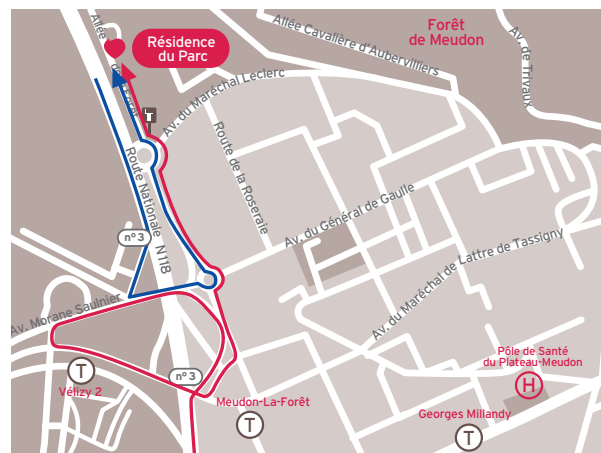 Forêt
de Meudon
Allée Cavalière d'Aubervilliers
Av. de Trivaux
Allée
Résidence
du Parc
Av. du Maréchal Leclerc
Route de la Roseraie
Route Nationale N118
Av. du Général de Gaulle
n° 3
Av. du Maréchal de Lattre de Tassigny
Av. Morane Saulnier
Pôle de Santé
du Plateau-Meudon
H
n° 3
T
Vélizy 2
Meudon-La-Forêt
T
Georges Millandy
T